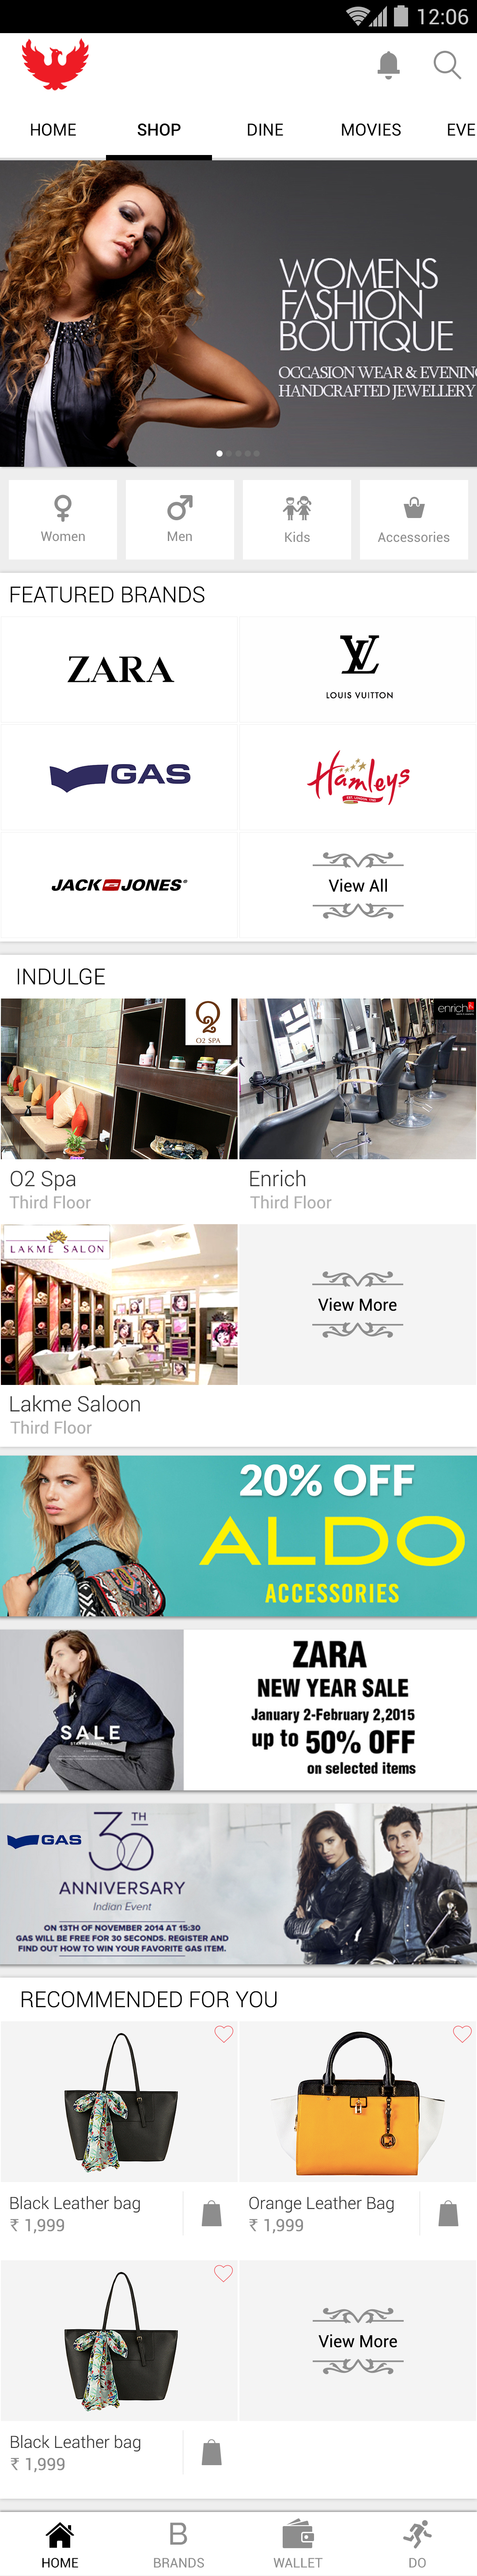 12:06
HOME SHOP DINE MOVIES EVE
WOMENS
FASHION
BOUTIQUE
OCCASION WEAR & EVENIN
HANDCRAFTED JEWELLERY
Women Men Kids Accessories
FEATURED BRANDS
ZARA
LOUIS VUITTON
GAS
Hamleys
JACK JONES
View All
INDULGE
O2 SPA
enrich
O2 Spa
Third Floor
Enrich
Third Floor
LAKMÉ SALON
View More
Lakme Saloon
Third Floor
20% OFF
ALDO
ACCESSORIES
SALE
ZARA
NEW YEAR SALE
January 2-February 2,2015
up to 50% OFF
on selected items
GAS
30TH
ANNIVERSARY
Indian Event
ON 13TH OF NOVEMBER 2014 AT 15:30
GAS WILL BE FREE FOR 30 SECONDS. REGISTER AND
FIND OUT HOW TO WIN YOUR FAVORITE GAS ITEM.
RECOMMENDED FOR YOU
Black Leather bag
₹ 1,999
Orange Leather Bag
₹ 1,999
View More
Black Leather bag
₹ 1,999
HOME BRANDS WALLET DO